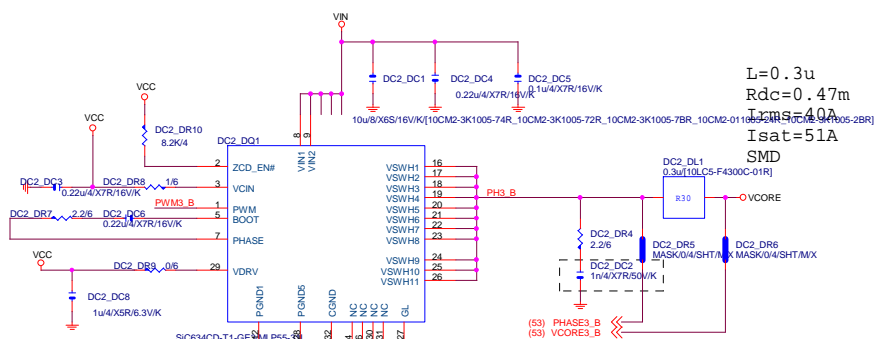 VIN
VCC
VCC
DC2_DR10
8.2K/4
DC2_DC1
DC2_DC4
0.22u/4/X7R/16V/K
DC2_DC5
0.1u/4/X7R/16V/K
L=0.3u
Rdc=0.47m
Irms=40A
Isat=51A
SMD
DC2_DQ1
8
9
VIN1
VIN2
2
ZCD_EN#
DC2_DC3
0.22u/4/X7R/16V/K
DC2_DR8
1/6
3
VCIN
PWM3_B
1
PWM
DC2_DR7
2.2/6
DC2_DC6
0.22u/4/X7R/16V/K
5
BOOT
7
PHASE
VCC
DC2_DR9
0/6
29
VDRV
DC2_DC8
1u/4/X5R/6.3V/K
VSWH1 16
VSWH2 17
VSWH3 18
VSWH4 19
VSWH5 20
VSWH6 21
VSWH7 22
VSWH8 23
VSWH9 24
VSWH10 25
VSWH11 26
PH3_B
DC2_DL1
0.3u/[10LC5-F4300C-01R]
R30
VCORE
DC2_DR4
2.2/6
DC2_DC2
1n/4/X7R/50V/K
DC2_DR5
MASK/0/4/SHT/M/X
DC2_DR6
MASK/0/4/SHT/M/X
PGND1
PGND5
CGND
NC
NC
NC
NC
GL
32
30
31
27
(53) PHASE3_B
(53) VCORE3_B